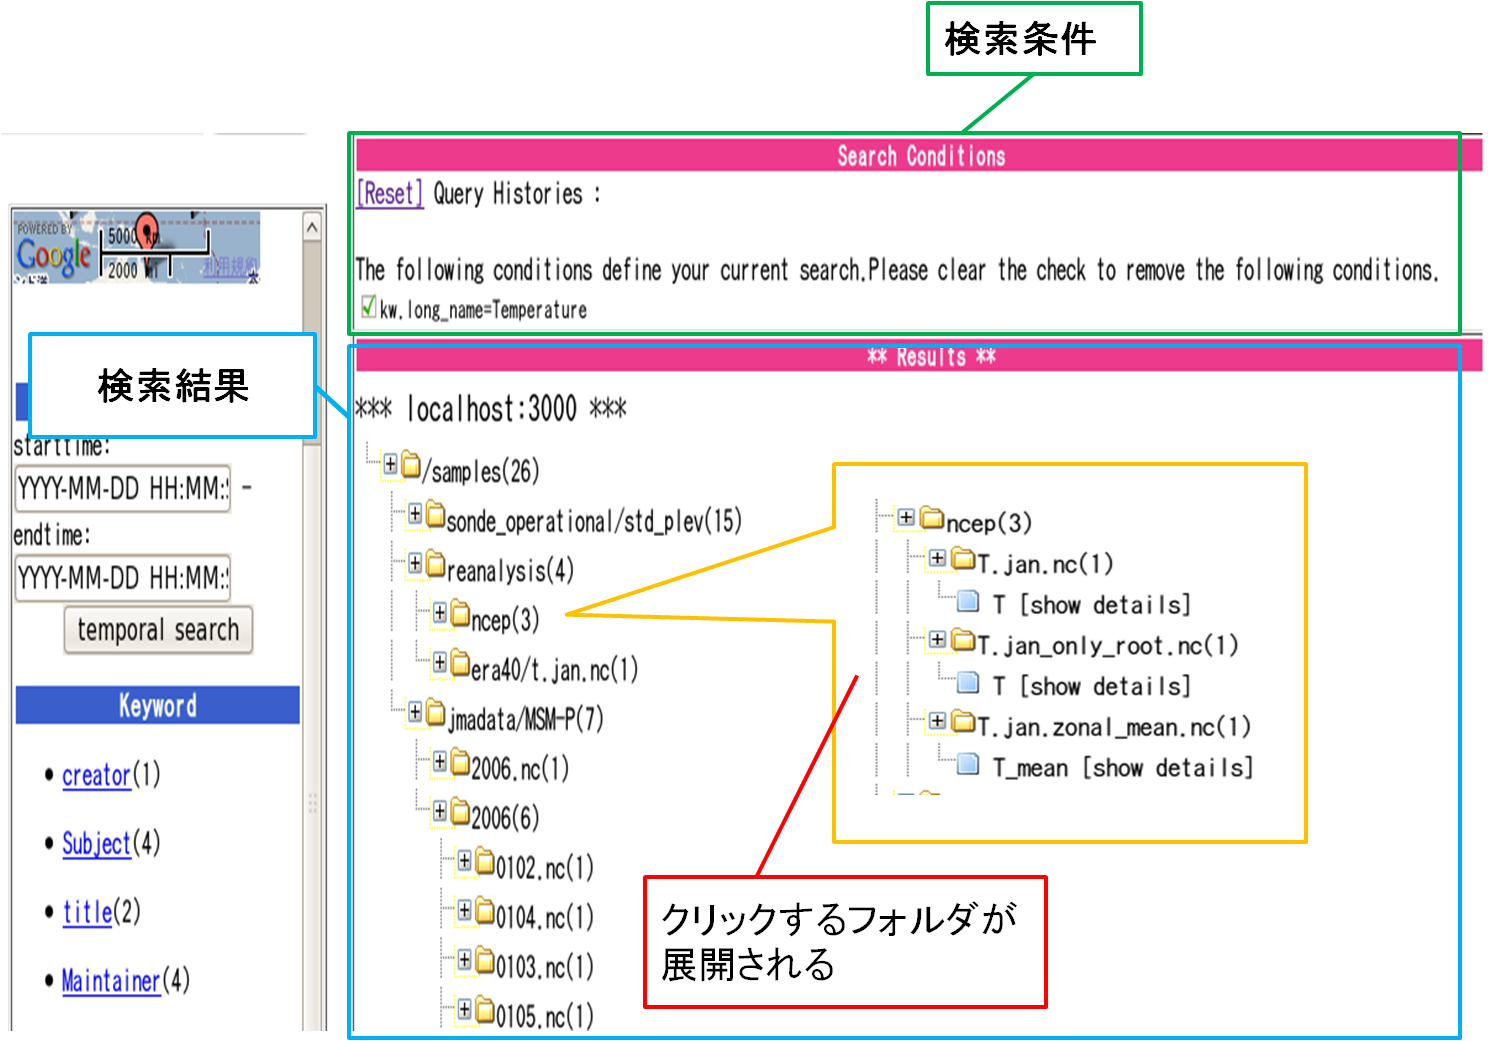 検索条件
Search Conditions
[Reset] Query Histories :
The following conditions define your current search.Please clear the check to remove the following conditions.
kw.long_name=Temperature
POWERED BY
Google
5000 km
2000 mi
利用規約
検索結果
starttime:
YYYY-MM-DD HH:MM: -
endtime:
YYYY-MM-DD HH:MM:
temporal search
Keyword
creator(1)
Subject(4)
title(2)
Maintainer(4)
** Results **
*** localhost:3000 ***
/samples(26)
sonde_operational/std_plev(15)
reanalysis(4)
ncep(3)
era40/t.jan.nc(1)
jmadata/MSM-P(7)
2006.nc(1)
2006(6)
0102.nc(1)
0104.nc(1)
0103.nc(1)
0105.nc(1)
ncep(3)
T.jan.nc(1)
T [show details]
T.jan_only_root.nc(1)
T [show details]
T.jan.zonal_mean.nc(1)
T_mean [show details]
クリックするフォルダが
展開される